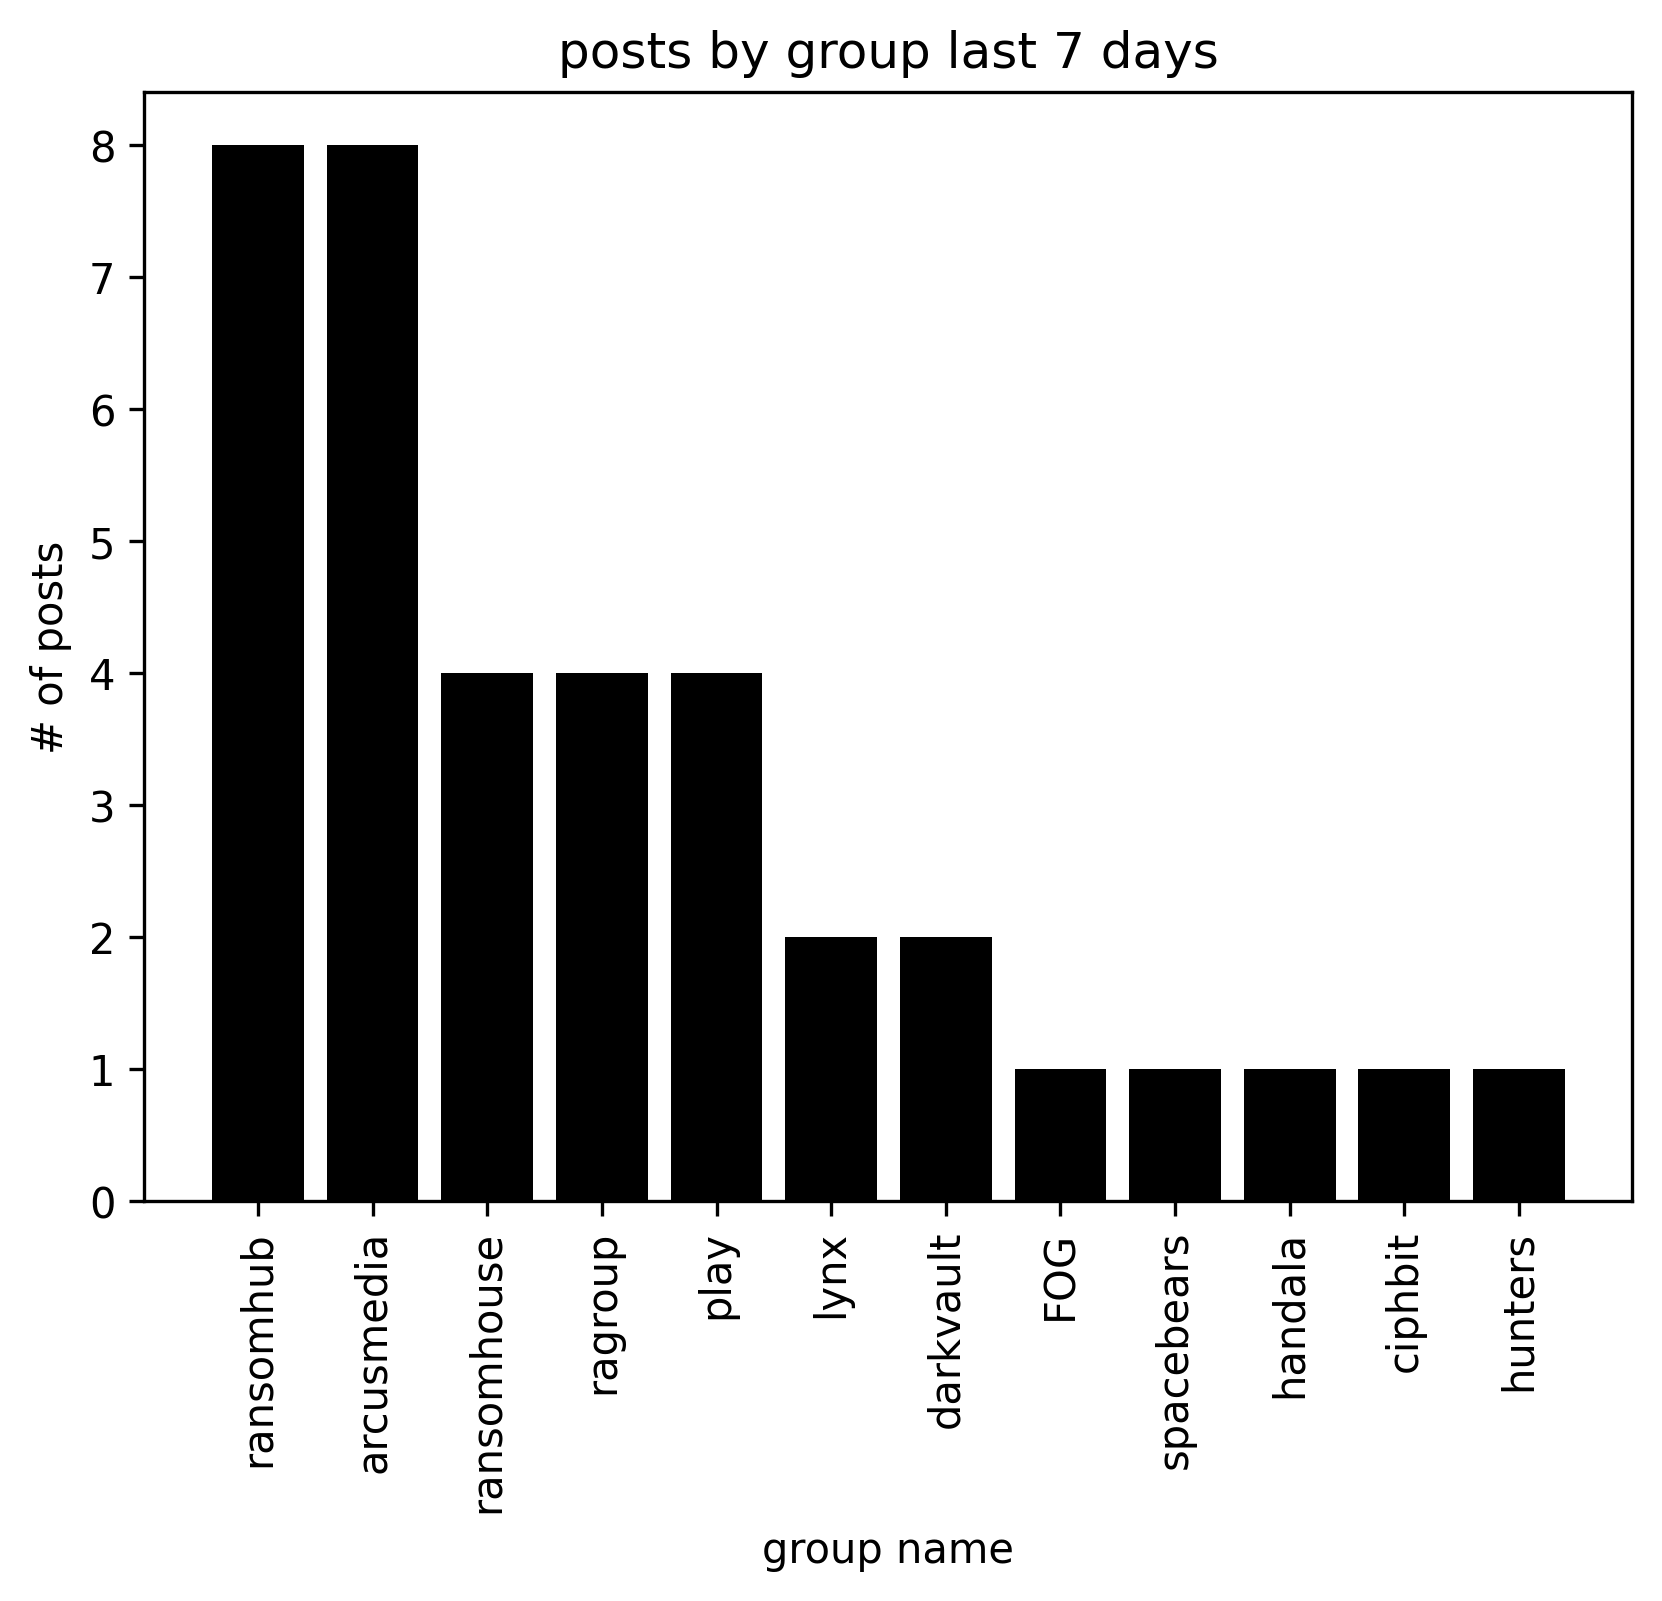 posts by group last 7 days
8
7
6
5
4
3
2
1
0
# of posts
ransomhub
arcusmedia
ransomhouse
ragroup
play
lynx
darkvault
FOG
spacebears
handala
ciphbit
hunters
group name